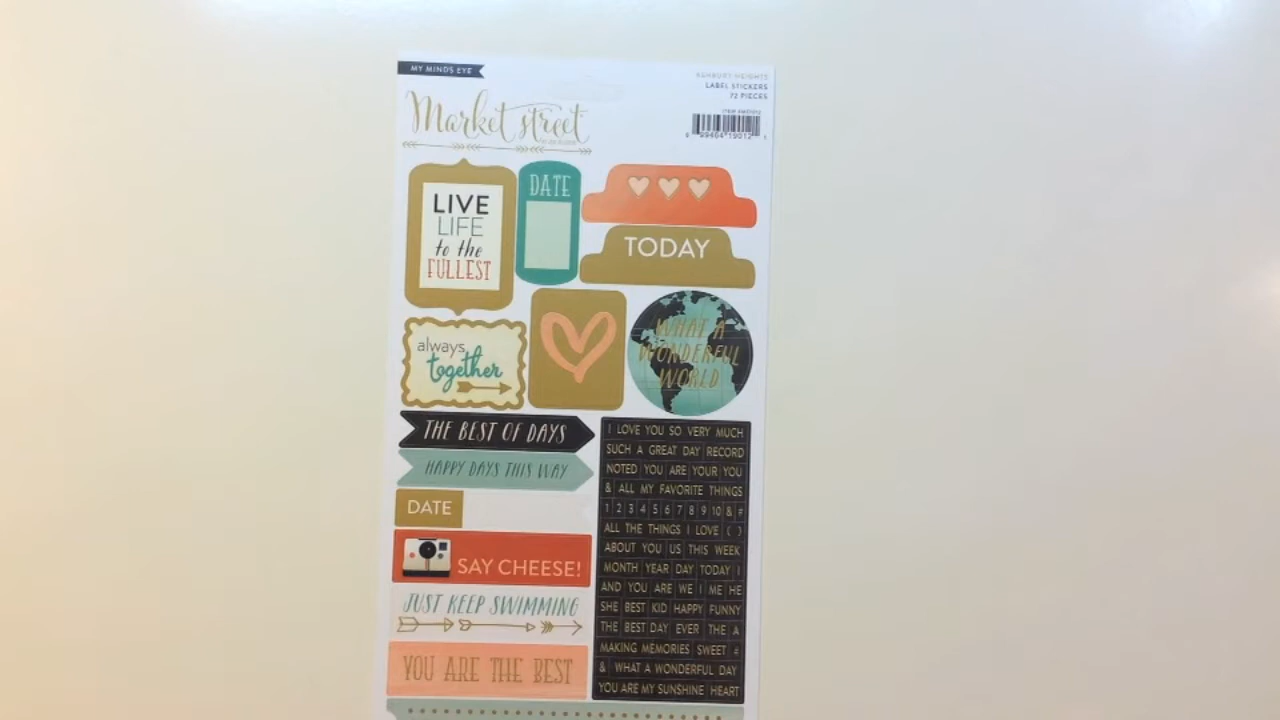 MY MINDS EYE
ASHBURY HEIGHTS
LABEL STICKERS
72 PIECES
Market street
99464 19012
LIVE
LIFE
to the
FULLEST
DATE
TODAY
always
together
WHAT A
WONDERFUL
WORLD
THE BEST OF DAYS
HAPPY DAYS THIS WAY
DATE
SAY CHEESE!
JUST KEEP SWIMMING
YOU ARE THE BEST
I LOVE YOU SO VERY MUCH
SUCH A GREAT DAY RECORD
NOTED YOU ARE YOUR YOU
& ALL MY FAVORITE THINGS
1 2 3 4 5 6 7 8 9 10 & #
ALL THE THINGS I LOVE ( )
ABOUT YOU US THIS WEEK
MONTH YEAR DAY TODAY I
AND YOU ARE WE I ME HE
SHE BEST KID HAPPY FUNNY
THE BEST DAY EVER THE A
MAKING MEMORIES SWEET #
& WHAT A WONDERFUL DAY
YOU ARE MY SUNSHINE HEART